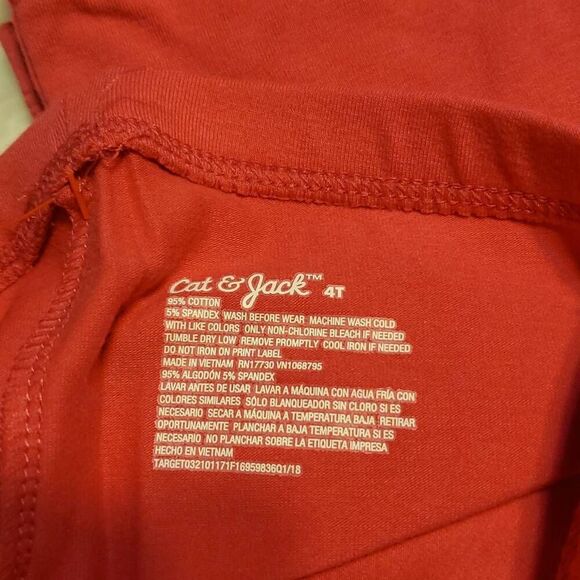 Cat & Jack™ 4T
95% COTTON
5% SPANDEX WASH BEFORE WEAR MACHINE WASH COLD
WITH LIKE COLORS ONLY NON-CHLORINE BLEACH IF NEEDED
TUMBLE DRY LOW REMOVE PROMPTLY COOL IRON IF NEEDED
DO NOT IRON ON PRINT LABEL
MADE IN VIETNAM RN17730 VN1068795
95% ALGODÓN 5% SPANDEX
LAVAR ANTES DE USAR LAVAR A MÁQUINA CON AGUA FRÍA CON
COLORES SIMILARES SÓLO BLANQUEADOR SIN CLORO SI ES
NECESARIO SECAR A MÁQUINA A TEMPERATURA BAJA RETIRAR
OPORTUNAMENTE PLANCHAR A BAJA TEMPERATURA SI ES
NECESARIO NO PLANCHAR SOBRE LA ETIQUETA IMPRESA
HECHO EN VIETNAM
TARGET032101171F16959836Q1/18